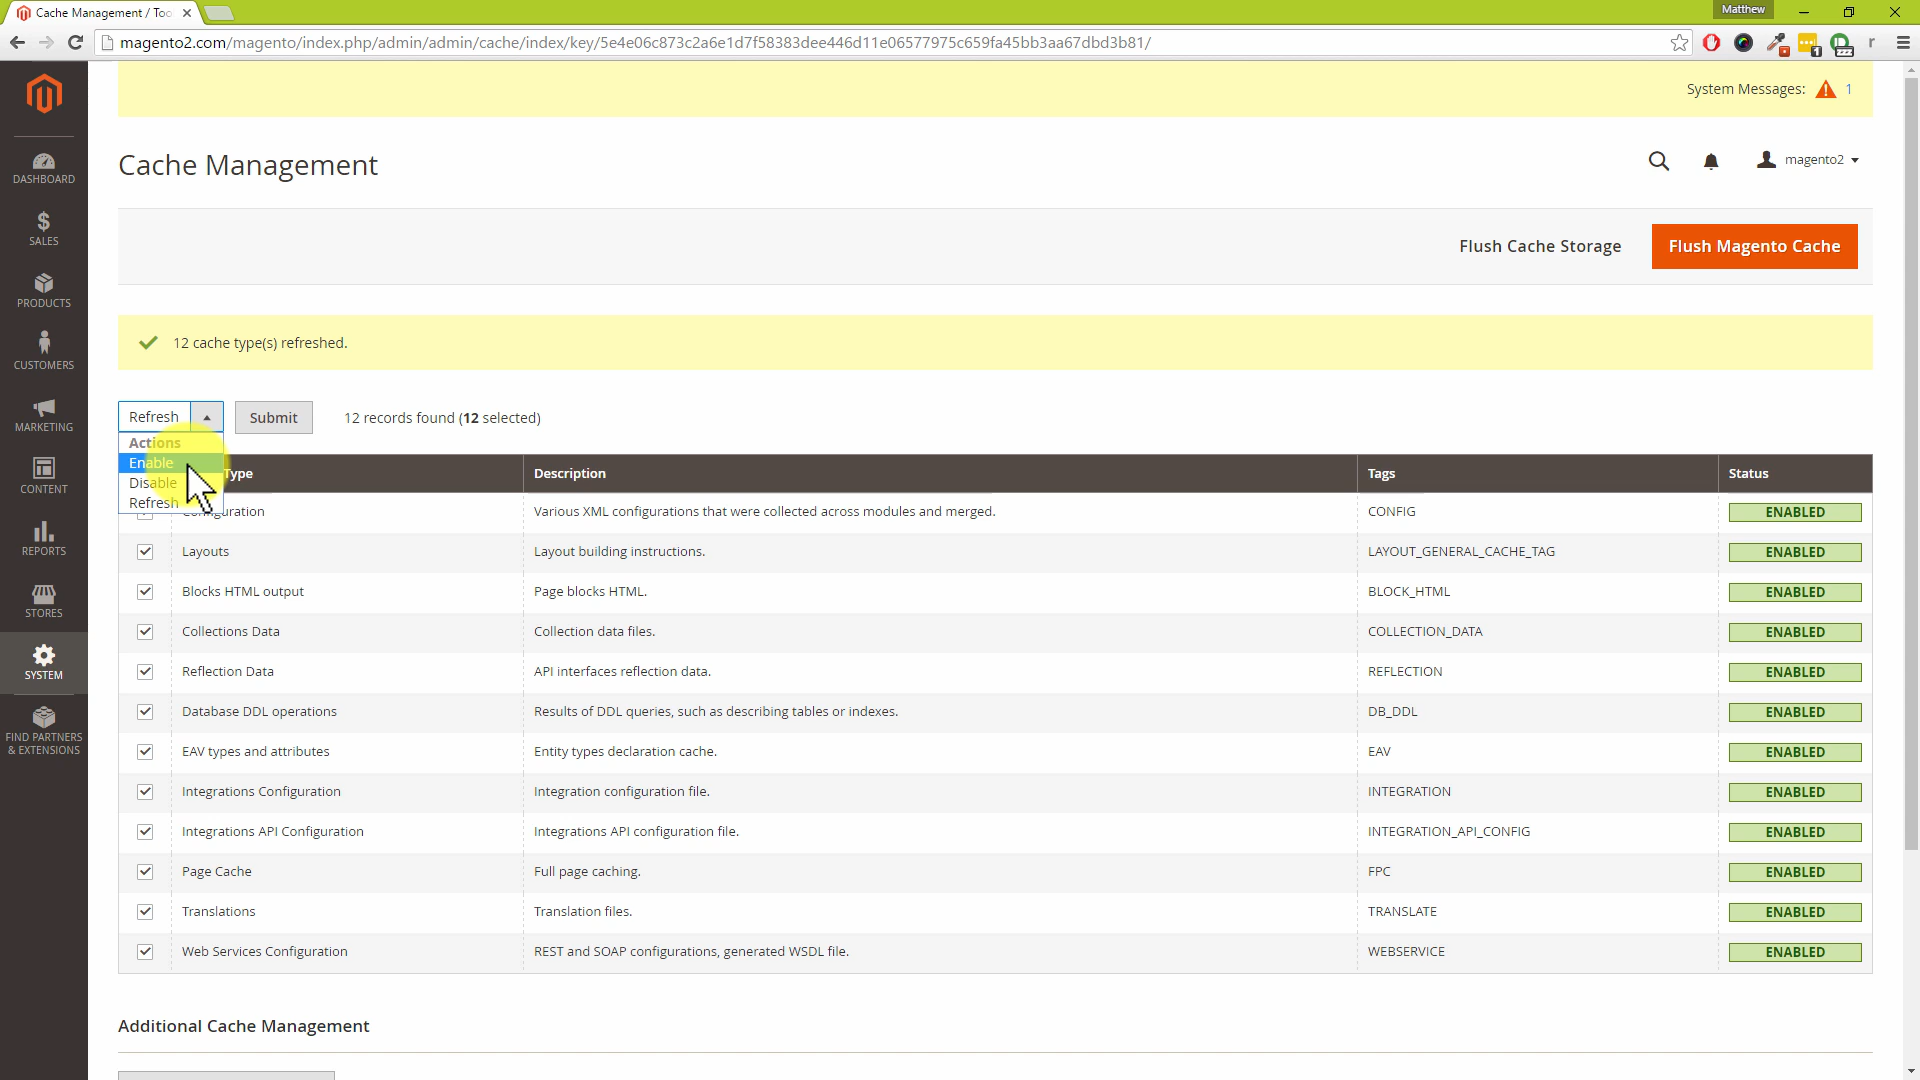 Cache Management / Too
Matthew
magento2.com/magento/index.php/admin/admin/cache/index/key/5e4e06c873c2a6e1d7f58383dee446d11e06577975c659fa45bb3aa67dbd3b81/
1
zzz
r
System Messages: 1
Cache Management
magento2
Flush Cache Storage
Flush Magento Cache
12 cache type(s) refreshed.
Refresh
Submit
12 records found (12 selected)
Actions
Enable
Disable
Refresh
Type
Description
Tags
Status
Configuration
Various XML configurations that were collected across modules and merged.
CONFIG
ENABLED
Layouts
Layout building instructions.
LAYOUT_GENERAL_CACHE_TAG
ENABLED
Blocks HTML output
Page blocks HTML.
BLOCK_HTML
ENABLED
Collections Data
Collection data files.
COLLECTION_DATA
ENABLED
Reflection Data
API interfaces reflection data.
REFLECTION
ENABLED
Database DDL operations
Results of DDL queries, such as describing tables or indexes.
DB_DDL
ENABLED
EAV types and attributes
Entity types declaration cache.
EAV
ENABLED
Integrations Configuration
Integration configuration file.
INTEGRATION
ENABLED
Integrations API Configuration
Integrations API configuration file.
INTEGRATION_API_CONFIG
ENABLED
Page Cache
Full page caching.
FPC
ENABLED
Translations
Translation files.
TRANSLATE
ENABLED
Web Services Configuration
REST and SOAP configurations, generated WSDL file.
WEBSERVICE
ENABLED
Additional Cache Management
DASHBOARD
SALES
PRODUCTS
CUSTOMERS
MARKETING
CONTENT
REPORTS
STORES
SYSTEM
FIND PARTNERS
& EXTENSIONS